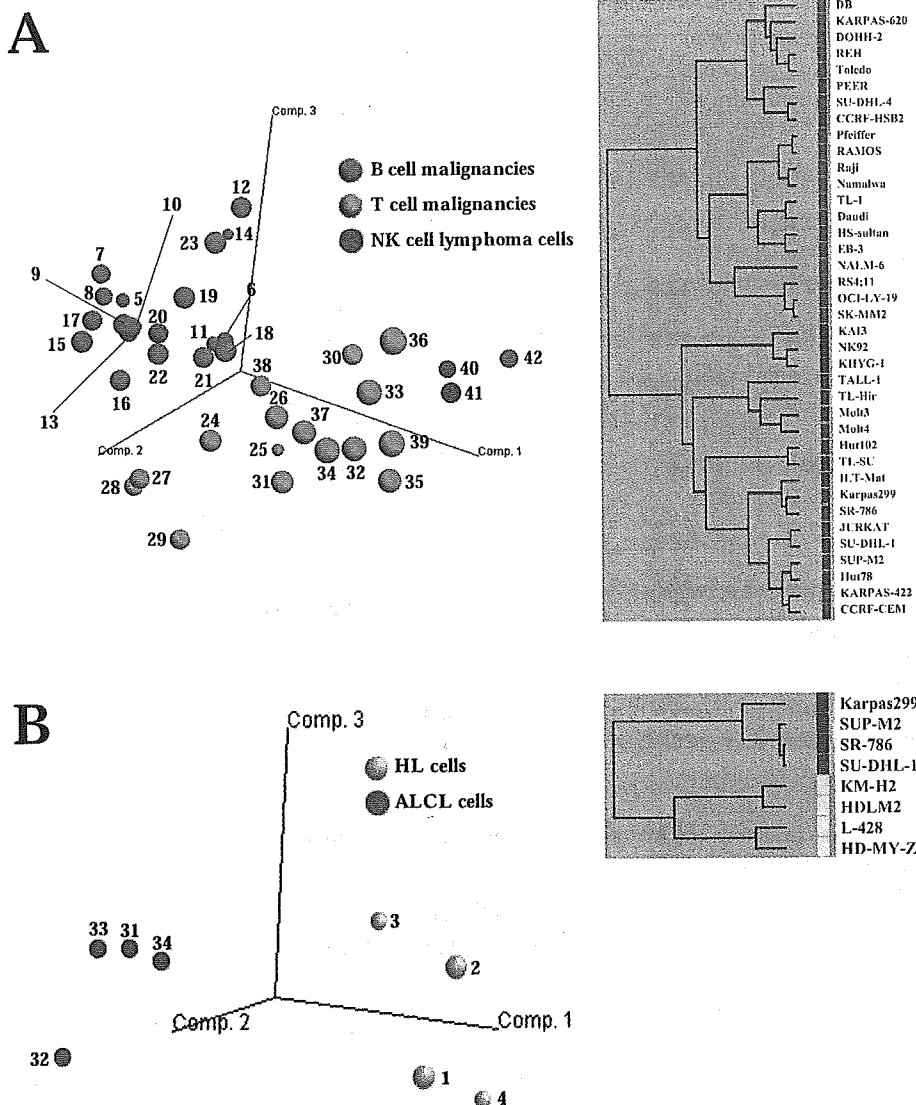 A
Comp. 3
B cell malignancies
T cell malignancies
NK cell lymphoma cells
12
10
14
23
7
9
8
5
19
6
17
20
11
18
36
15
30
40
42
22
21
38
33
41
16
26
13
24
37
39
Comp. 2
25
Comp. 1
27
31
34
32
35
28
29
DB
KARPAS-620
DOHH-2
REH
Toledo
PEER
SU-DHL-4
CCRF-HSB2
Pfeiffer
RAMOS
Raji
Namalwa
TL-1
Daudi
HS-sultan
EB-3
NALM-6
RS4;11
OCI-LY-19
SK-MM2
KAI3
NK92
KHYG-1
TALL-1
TL-Hir
Molt3
Molt4
Hut102
TL-SU
ILT-Mat
Karpas299
SR-786
JURKAT
SU-DHL-1
SUP-M2
Hut78
KARPAS-422
CCRF-CEM
B
Comp. 3
HL cells
ALCL cells
33
31
34
3
2
Comp. 2
Comp. 1
32
1
4
Karpas299
SUP-M2
SR-786
SU-DHL-1
KM-H2
HDLM2
L-428
HD-MY-Z